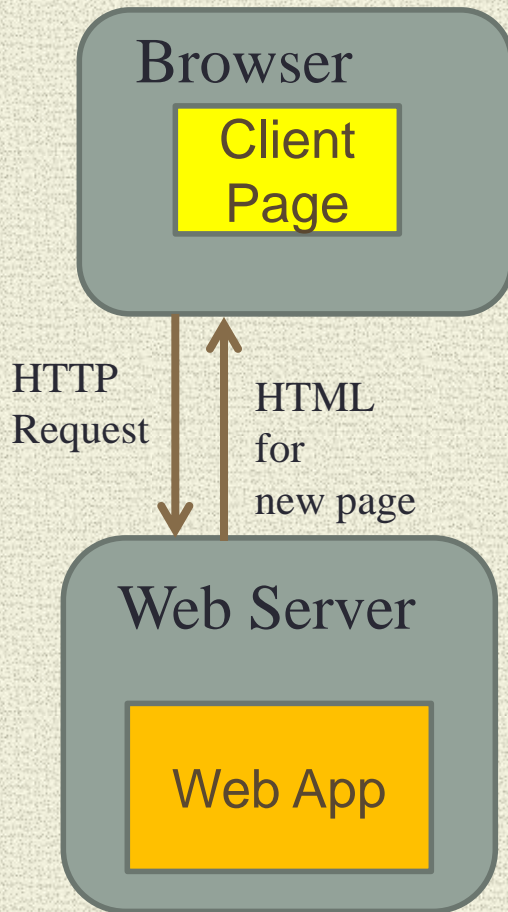 Browser
Client
Page
HTTP
Request
HTML
for
new page
Web Server
Web App